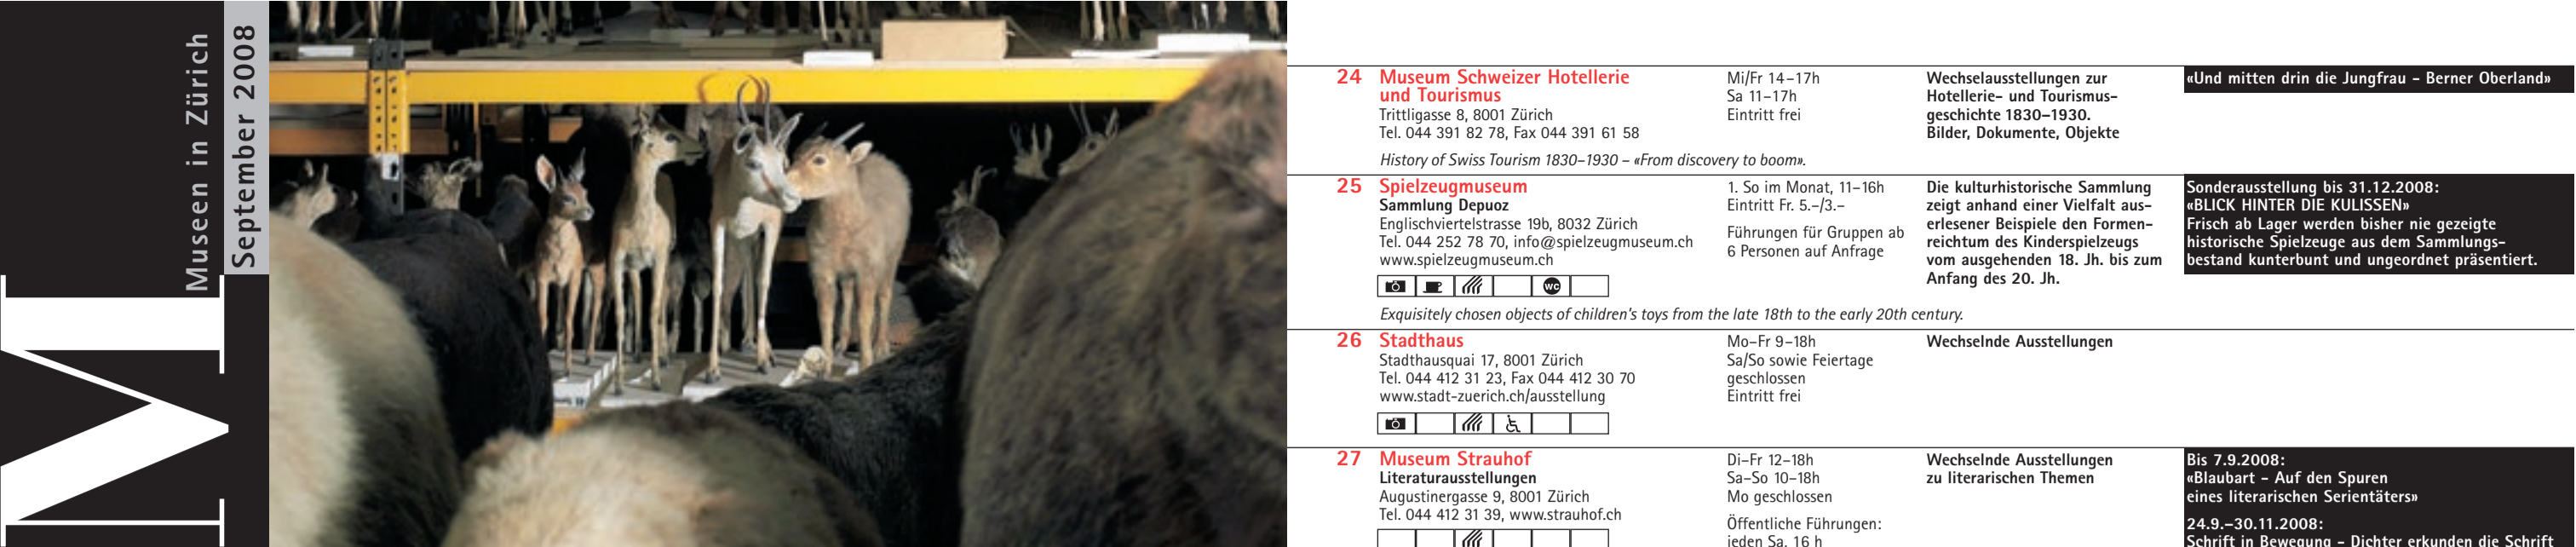 Museen in Zürich
September 2008
M
24 Museum Schweizer Hotellerie
und Tourismus
Trittligasse 8, 8001 Zürich
Tel. 044 391 82 78, Fax 044 391 61 58
Mi/Fr 14–17h
Sa 11–17h
Eintritt frei
Wechselausstellungen zur
Hotellerie- und Tourismus-
geschichte 1830–1930.
Bilder, Dokumente, Objekte
«Und mitten drin die Jungfrau - Berner Oberland»
History of Swiss Tourism 1830–1930 – «From discovery to boom».
25 Spielzeugmuseum
Sammlung Depuoz
Englischviertelstrasse 19b, 8032 Zürich
Tel. 044 252 78 70, info@spielzeugmuseum.ch
www.spielzeugmuseum.ch
WC
1. So im Monat, 11–16h
Eintritt Fr. 5.–/3.–
Führungen für Gruppen ab
6 Personen auf Anfrage
Die kulturhistorische Sammlung
zeigt anhand einer Vielfalt aus-
erlesener Beispiele den Formen-
reichtum des Kinderspielzeugs
vom ausgehenden 18. Jh. bis zum
Anfang des 20. Jh.
Sonderausstellung bis 31.12.2008:
«BLICK HINTER DIE KULISSEN»
Frisch ab Lager werden bisher nie gezeigte
historische Spielzeuge aus dem Sammlungs-
bestand kunterbunt und ungeordnet präsentiert.
Exquisitely chosen objects of children's toys from the late 18th to the early 20th century.
26 Stadthaus
Stadthausquai 17, 8001 Zürich
Tel. 044 412 31 23, Fax 044 412 30 70
www.stadt-zuerich.ch/ausstellung
Mo–Fr 9–18h
Sa/So sowie Feiertage
geschlossen
Eintritt frei
Wechselnde Ausstellungen
27 Museum Strauhof
Literaturausstellungen
Augustinergasse 9, 8001 Zürich
Tel. 044 412 31 39, www.strauhof.ch
Di–Fr 12–18h
Sa–So 10–18h
Mo geschlossen
Öffentliche Führungen:
jeden Sa, 16 h
Wechselnde Ausstellungen
zu literarischen Themen
Bis 7.9.2008:
«Blaubart - Auf den Spuren
eines literarischen Serientäters»
24.9.–30.11.2008:
Schrift in Bewegung - Dichter erkunden die Schrift